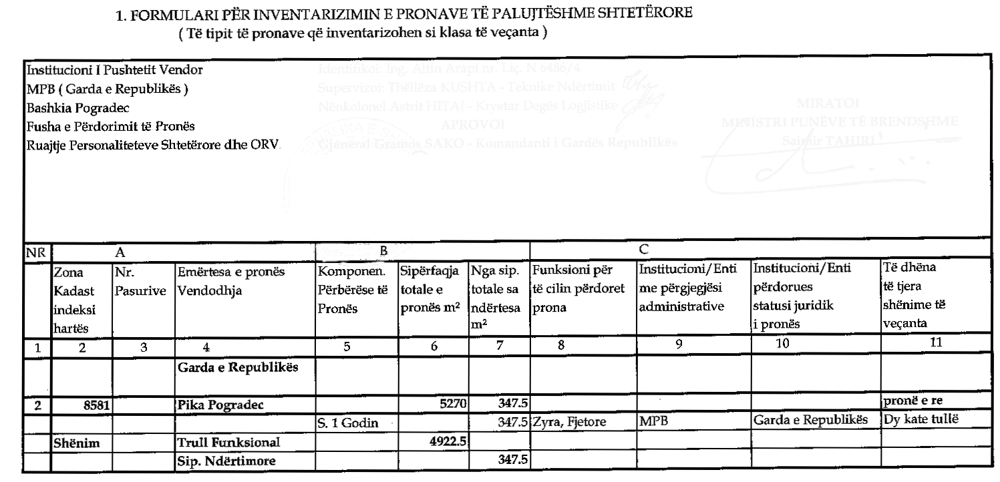 1. FORMULARI PËR INVENTARIZIMIN E PRONAVE TË PALUJTËSHME SHTETËRORE
( Të tipit të pronave që inventarizohen si klasa të veçanta )
Institucioni I Pushtetit Vendor
MPB ( Garda e Republikës )
Bashkia Pogradec
Fusha e Përdorimit të Pronës
Ruajtje Personaliteteve Shtetërore dhe ORV
Identifikoi: Ing. Altin Arapi nr. Liç. N 6486/4
Supervizoi: Thëllëza KUSHTA - Teknike Ndërtimit
Nënkolonel Astrit HITAJ - Kryetar Degës Logjistike
APROVOI
Gjeneral Gramos SAKO - Komandanti i Gardës Republikës
MIRATOI
MINISTRI PUNËVE TË BRENDSHME
Saimir TAHIRI
NR A B C
Zona Kadast indeksi hartës
Nr. Pasurive
Emërtesa e pronës Vendodhja
Komponen. Përbërëse të Pronës
Sipërfaqja totale e pronës m²
Nga sip. totale sa ndërtesa m²
Funksioni për të cilin përdoret prona
Institucioni/Enti me përgjegjësi administrative
Institucioni/Enti përdorues statusi juridik i pronës
Të dhëna të tjera shënime të veçanta
1 2 3 4 5 6 7 8 9 10 11
Garda e Republikës
2 8581 Pika Pogradec 5270 347.5 pronë e re
S. 1 Godin 347.5 Zyra, Fjetore MPB Garda e Republikës Dy kate tullë
Shënim Trull Funksional 4922.5
Sip. Ndërtimore 347.5